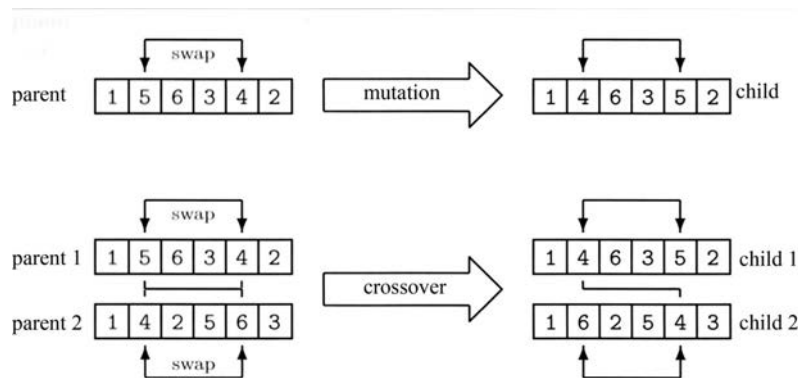 swap
parent 1 5 6 3 4 2 mutation 1 4 6 3 5 2 child
swap
parent 1 1 5 6 3 4 2 1 4 6 3 5 2 child 1
crossover
parent 2 1 4 2 5 6 3 1 6 2 5 4 3 child 2
swap